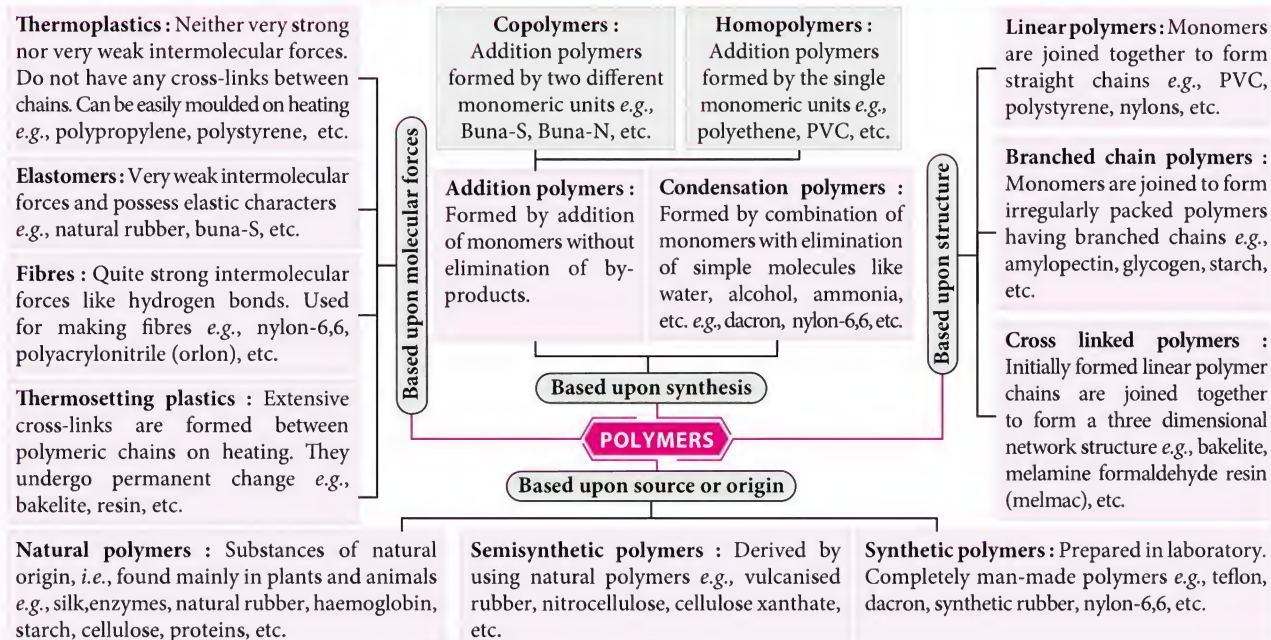 Thermoplastics : Neither very strong
nor very weak intermolecular forces.
Do not have any cross-links between
chains. Can be easily moulded on heating
e.g., polypropylene, polystyrene, etc.
Elastomers : Very weak intermolecular
forces and possess elastic characters
e.g., natural rubber, buna-S, etc.
Fibres : Quite strong intermolecular
forces like hydrogen bonds. Used
for making fibres e.g., nylon-6,6,
polyacrylonitrile (orlon), etc.
Thermosetting plastics : Extensive
cross-links are formed between
polymeric chains on heating. They
undergo permanent change e.g.,
bakelite, resin, etc.
Based upon molecular forces
Copolymers :
Addition polymers
formed by two different
monomeric units e.g.,
Buna-S, Buna-N, etc.
Homopolymers :
Addition polymers
formed by the single
monomeric units e.g.,
polyethene, PVC, etc.
Addition polymers :
Formed by addition
of monomers without
elimination of by-
products.
Condensation polymers :
Formed by combination of
monomers with elimination
of simple molecules like
water, alcohol, ammonia,
etc. e.g., dacron, nylon-6,6, etc.
Based upon synthesis
POLYMERS
Based upon source or origin
Based upon structure
Linear polymers : Monomers
are joined together to form
straight chains e.g., PVC,
polystyrene, nylons, etc.
Branched chain polymers :
Monomers are joined to form
irregularly packed polymers
having branched chains e.g.,
amylopectin, glycogen, starch,
etc.
Cross linked polymers :
Initially formed linear polymer
chains are joined together
to form a three dimensional
network structure e.g., bakelite,
melamine formaldehyde resin
(melmac), etc.
Natural polymers : Substances of natural
origin, i.e., found mainly in plants and animals
e.g., silk,enzymes, natural rubber, haemoglobin,
starch, cellulose, proteins, etc.
Semisynthetic polymers : Derived by
using natural polymers e.g., vulcanised
rubber, nitrocellulose, cellulose xanthate,
etc.
Synthetic polymers : Prepared in laboratory.
Completely man-made polymers e.g., teflon,
dacron, synthetic rubber, nylon-6,6, etc.